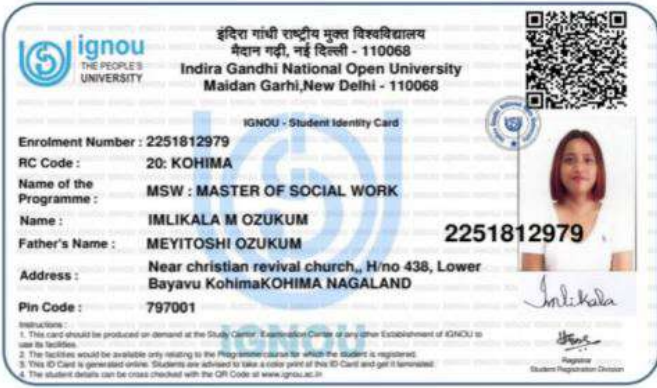 ignou
THE PEOPLE'S
UNIVERSITY
इंदिरा गांधी राष्ट्रीय मुक्त विश्वविद्यालय
मैदान गढ़ी, नई दिल्ली - 110068
Indira Gandhi National Open University
Maidan Garhi,New Delhi - 110068
IGNOU - Student Identity Card
Enrolment Number : 2251812979
RC Code : 20: KOHIMA
Name of the
Programme : MSW : MASTER OF SOCIAL WORK
Name : IMLIKALA M OZUKUM
Father's Name : MEYITOSHI OZUKUM
Address : Near christian revival church,, H/no 438, Lower
Bayavu KohimaKOHIMA NAGALAND
Pin Code : 797001
2251812979
Imlikala
Instructions :
1. This card should be produced on demand at the Study Center, Examination Center or any other Establishment of IGNOU to
use its facilities.
2. The facilities would be available only relating to the Programme/course for which the student is registered.
3. This ID Card is generated online. Students are advised to take a color print of this ID Card and get it laminated.
4. The student details can be cross checked with the QR Code at www.ignou.ac.in
Registrar
Student Registration Division
IGNOU